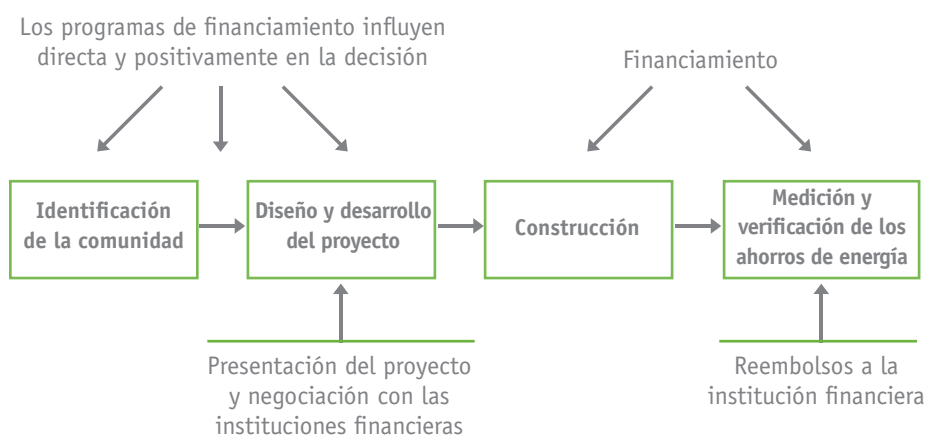 Los programas de financiamiento influyen
directa y positivamente en la decisión
Financiamiento
Identificación
de la comunidad
Diseño y desarrollo
del proyecto
Construcción
Medición y
verificación de los
ahorros de energía
Presentación del proyecto
y negociación con las
instituciones financieras
Reembolsos a la
institución financiera